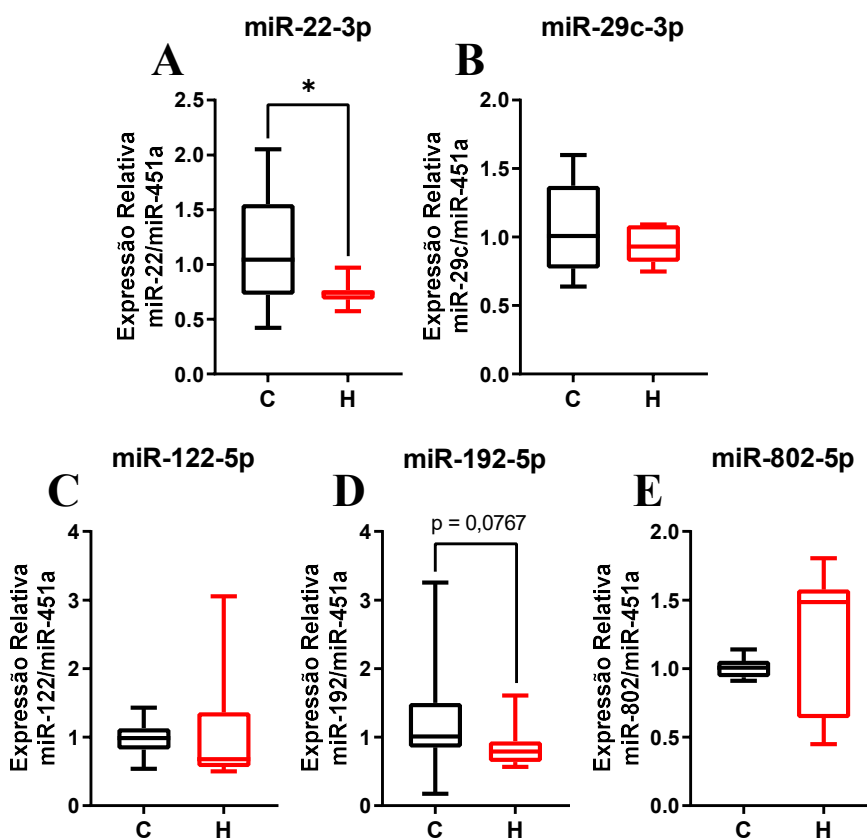 miR-22-3p
A
*
2.5
2.0
1.5
1.0
0.5
0.0
Expressão Relativa
miR-22/miR-451a
C H
miR-29c-3p
B
2.0
1.5
1.0
0.5
0.0
Expressão Relativa
miR-29c/miR-451a
C H
miR-122-5p
C
4
3
2
1
0
Expressão Relativa
miR-122/miR-451a
C H
miR-192-5p
D
p = 0,0767
4
3
2
1
0
Expressão Relativa
miR-192/miR-451a
C H
miR-802-5p
E
2.0
1.5
1.0
0.5
0.0
Expressão Relativa
miR-802/miR-451a
C H